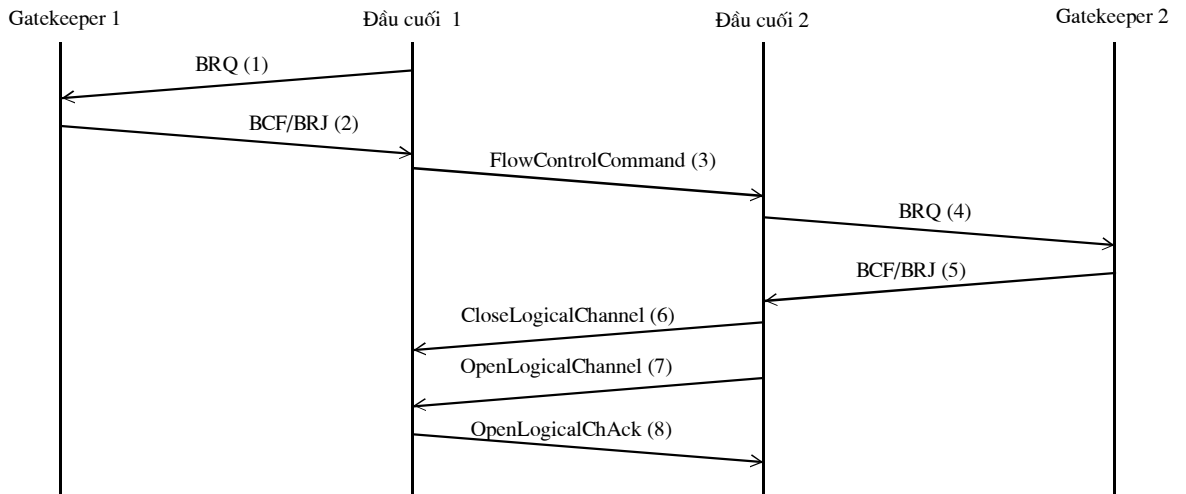 Gatekeeper 1
Đầu cuối 1
Đầu cuối 2
Gatekeeper 2
BRQ (1)
BCF/BRJ (2)
FlowControlCommand (3)
BRQ (4)
BCF/BRJ (5)
CloseLogicalChannel (6)
OpenLogicalChannel (7)
OpenLogicalChAck (8)